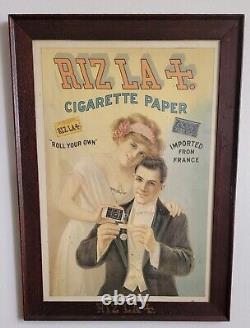 RIZ LA +.
CIGARETTE PAPER
RIZ LA+
"ROLL YOUR OWN"
IMPORTED
FROM
FRANCE
RIZ LA +.